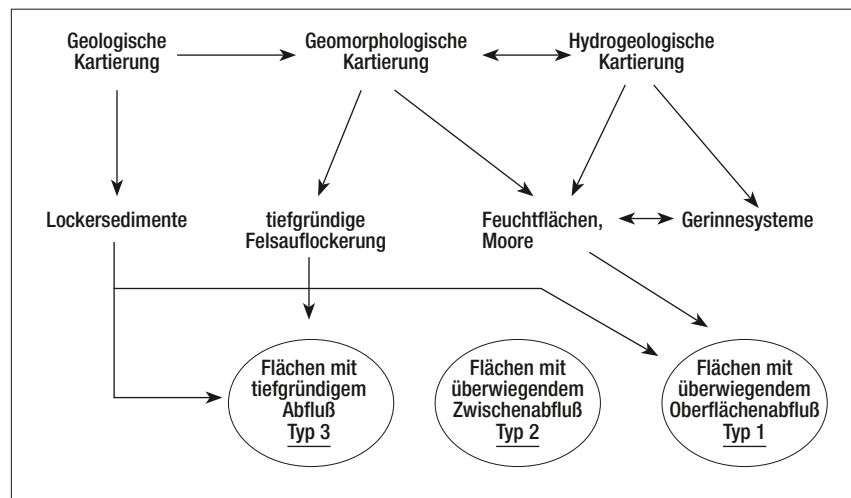 Geologische
Kartierung
Geomorphologische
Kartierung
Hydrogeologische
Kartierung
Lockersedimente
tiefgründige
Felsauflockerung
Feuchtflächen,
Moore
Gerinnesysteme
Flächen mit
tiefgründigem
Abfluß
Typ 3
Flächen mit
überwiegendem
Zwischenabfluß
Typ 2
Flächen mit
überwiegendem
Oberflächenabfluß
Typ 1